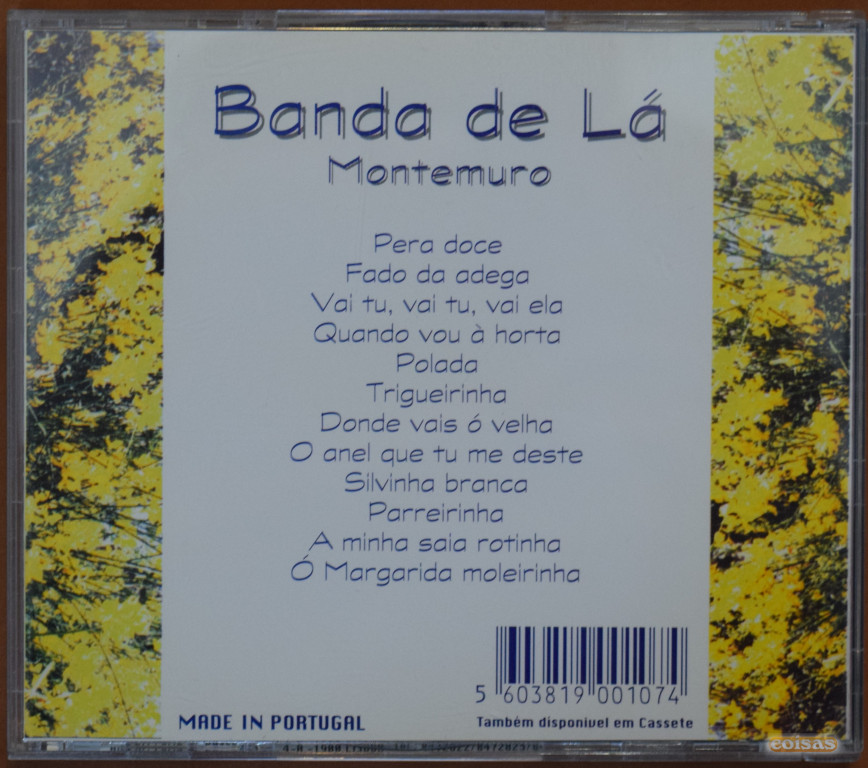 Banda de Lá
Montemuro
Pera doce
Fado da adega
Vai tu, vai tu, vai ela
Quando vou à horta
Polada
Trigueirinha
Donde vais ó velha
O anel que tu me deste
Silvinha branca
Parreirinha
A minha saia rotinha
Ó Margarida moleirinha
5 603819 001074
MADE IN PORTUGAL
Também disponivel em Cassete
coisas